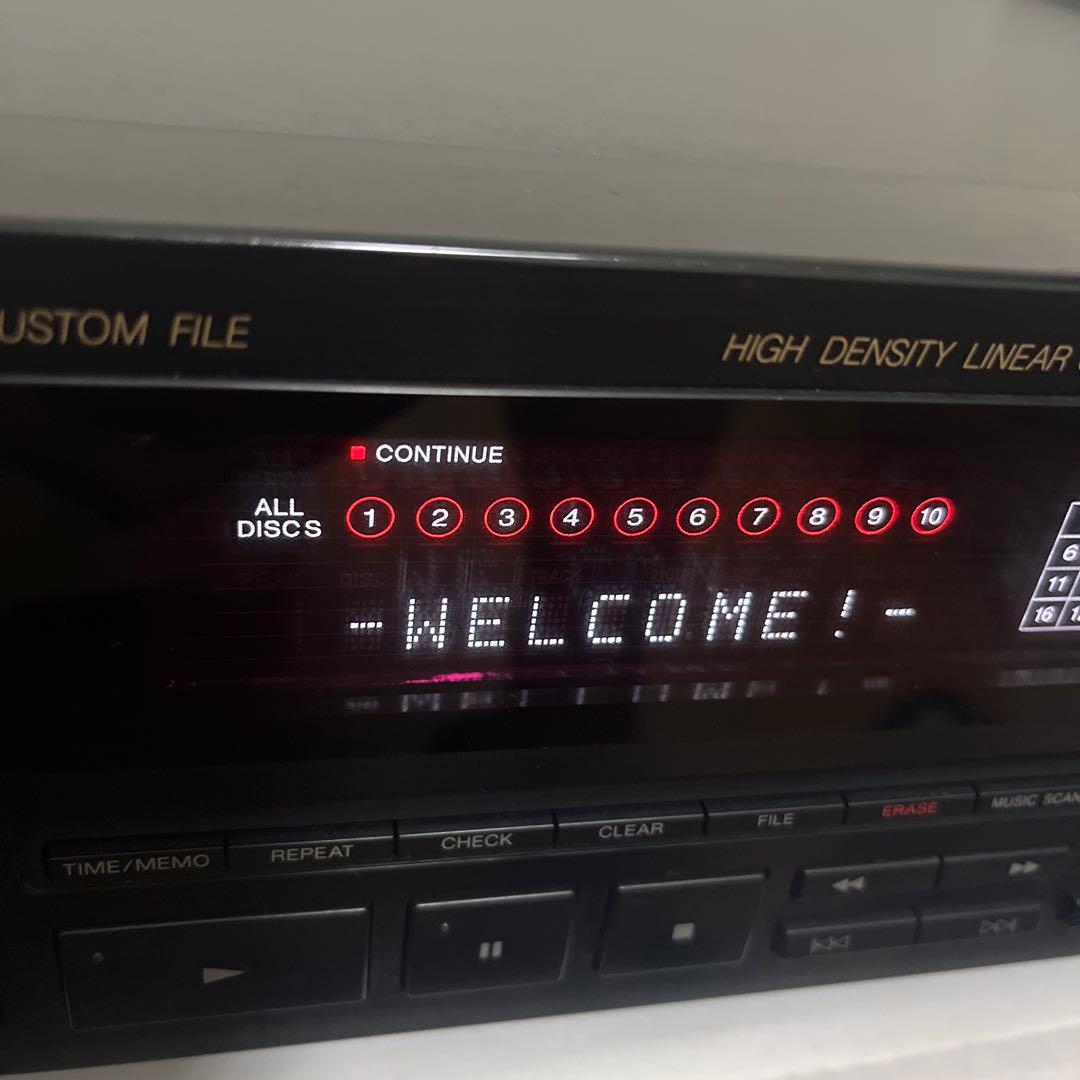 USTOM FILE
HIGH DENSITY LINEAR
CONTINUE
ALL DISCS
1 2 3 4 5 6 7 8 9 10
-WELCOME!-
6
11
16
TIME/MEMO
REPEAT
CHECK
CLEAR
FILE
ERASE
MUSIC SCAN